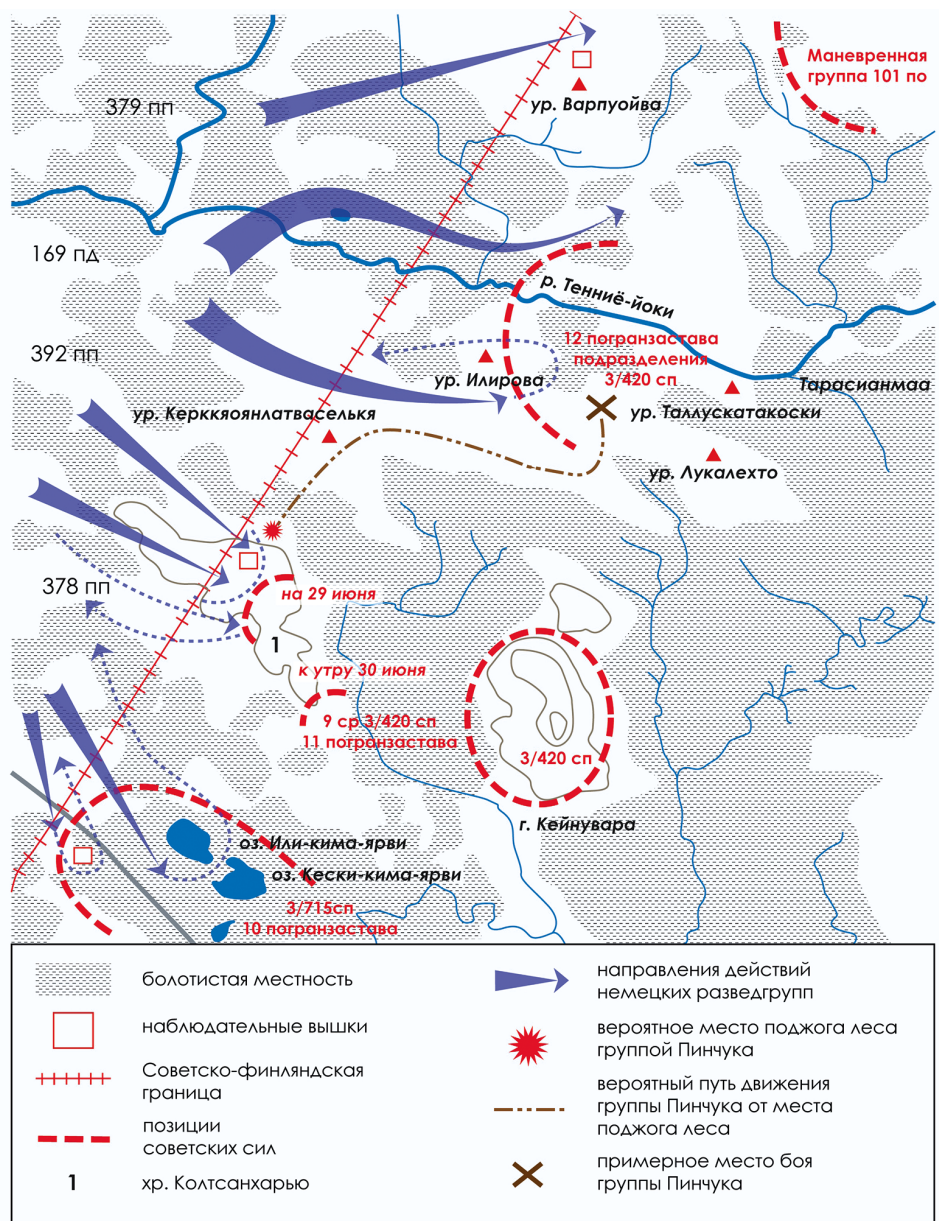 Маневренная
группа 101 по
379 пп
ур. Варпуойва
169 пд
р. Тенниё-йоки
12 погранзастава
подразделения
3/420 сп
392 пп
ур. Илирова
Тарасианмаа
ур. Керккяоянлатваселькя
ур. Таллускатакоски
ур. Лукалехто
378 пп
на 29 июня
1
к утру 30 июня
9 ср 3/420 сп
11 погранзастава
3/420 сп
г. Кейнувара
оз. Или-кима-ярви
оз. Кески-кима-ярви
3/715сп
10 погранзастава
болотистая местность
наблюдательные вышки
Советско-финляндская
граница
позиции
советских сил
1
хр. Колтсанхарью
направления действий
немецких разведгрупп
вероятное место поджога леса
группой Пинчука
вероятный путь движения
группы Пинчука от места
поджога леса
примерное место боя
группы Пинчука